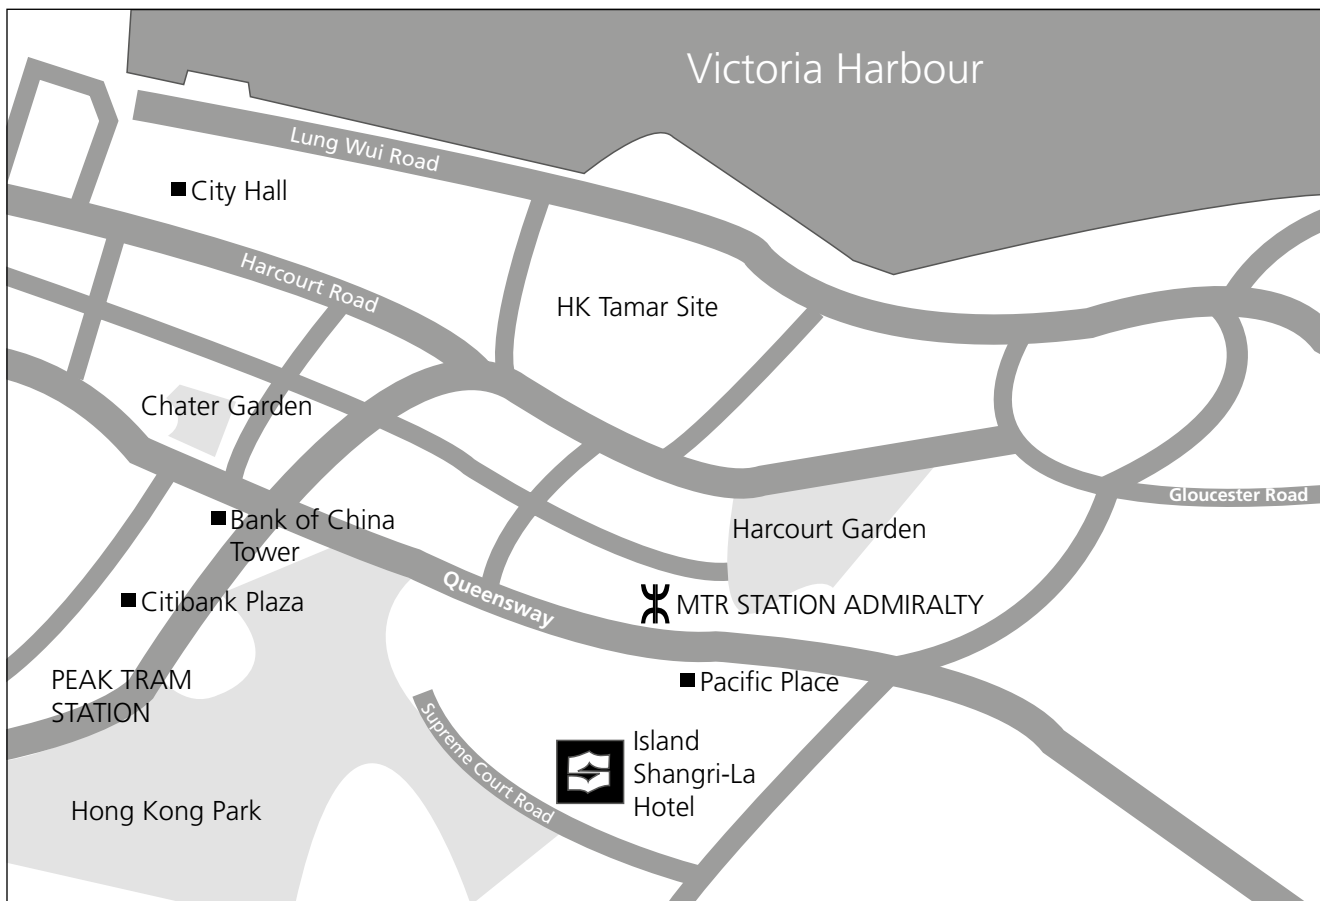 Victoria Harbour
Lung Wui Road
City Hall
Harcourt Road
HK Tamar Site
Chater Garden
Gloucester Road
Bank of China
Tower
Harcourt Garden
Queensway
Citibank Plaza
MTR STATION ADMIRALTY
PEAK TRAM
STATION
Pacific Place
Supreme Court Road
Island
Shangri-La
Hotel
Hong Kong Park